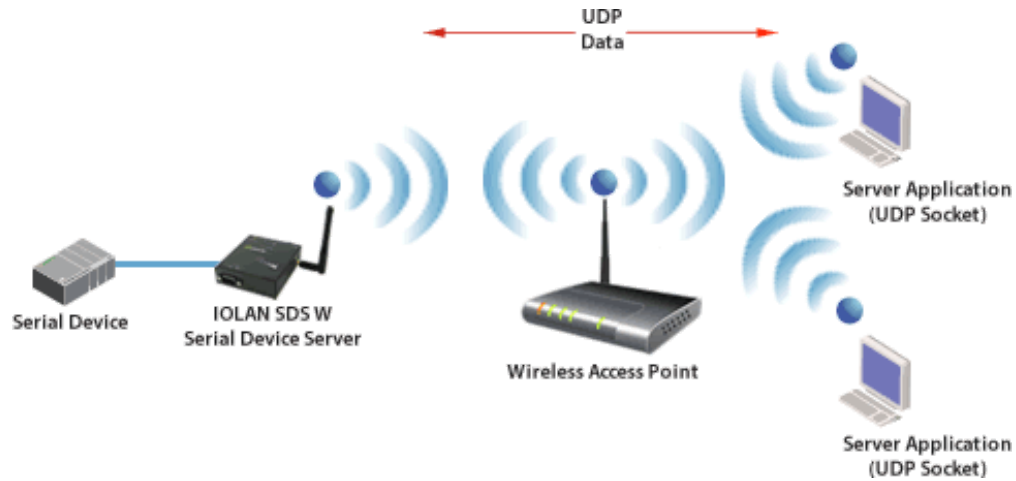 UDP
Data
Server Application
(UDP Socket)
Serial Device
IOLAN SDS W
Serial Device Server
Wireless Access Point
Server Application
(UDP Socket)